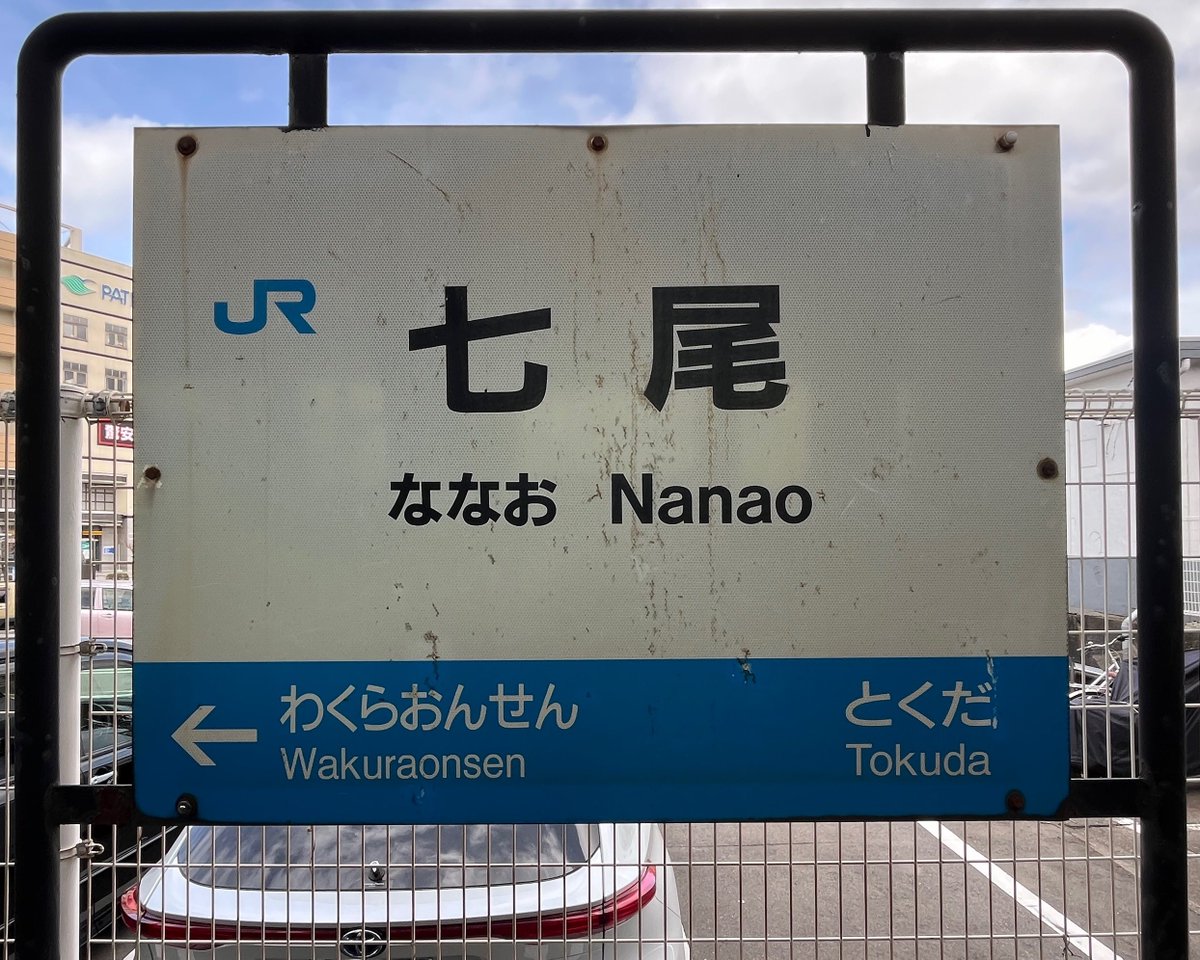 PAT
JR
七尾
ななお Nanao
わくらおんせん
Wakuraonsen
とくだ
Tokuda